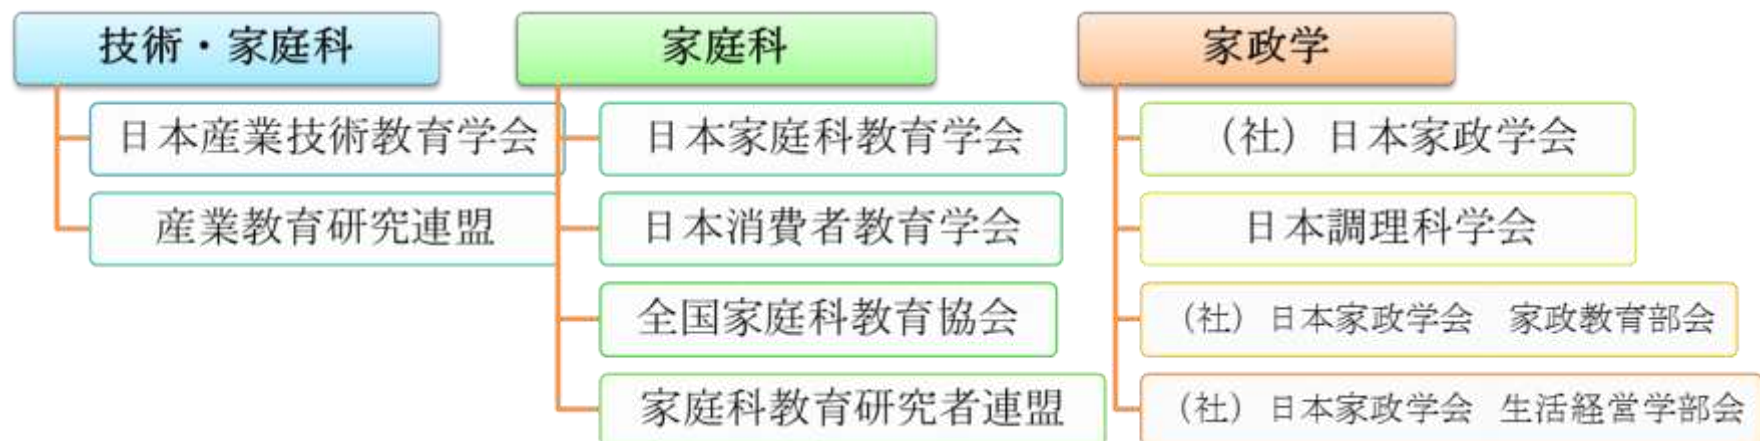 技術・家庭科
日本産業技術教育学会
産業教育研究連盟
家庭科
日本家庭科教育学会
日本消費者教育学会
全国家庭科教育協会
家庭科教育研究者連盟
家政学
（社）日本家政学会
日本調理科学会
（社）日本家政学会　家政教育部会
（社）日本家政学会　生活経営学部会